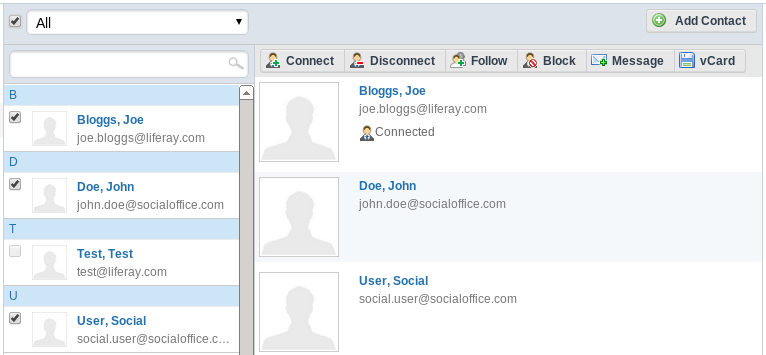 All
Add Contact
Connect Disconnect Follow Block Message vCard
B
Bloggs, Joe
joe.bloggs@liferay.com
D
Doe, John
john.doe@socialoffice.com
T
Test, Test
test@liferay.com
U
User, Social
social.user@socialoffice.c...
Bloggs, Joe
joe.bloggs@liferay.com
Connected
Doe, John
john.doe@socialoffice.com
User, Social
social.user@socialoffice.com